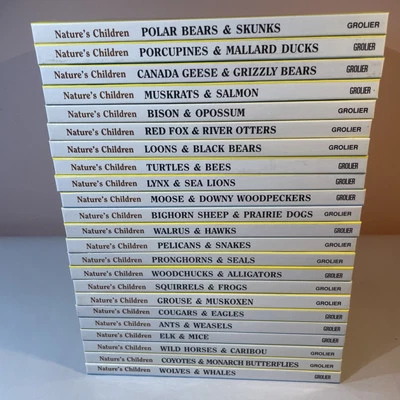 Nature's Children POLAR BEARS & SKUNKS GROLIER
Nature's Children PORCUPINES & MALLARD DUCKS GROLIER
Nature's Children CANADA GEESE & GRIZZLY BEARS GROLIER
Nature's Children MUSKRATS & SALMON GROLIER
Nature's Children BISON & OPOSSUM GROLIER
Nature's Children RED FOX & RIVER OTTERS GROLIER
Nature's Children LOONS & BLACK BEARS GROLIER
Nature's Children TURTLES & BEES GROLIER
Nature's Children LYNX & SEA LIONS GROLIER
Nature's Children MOOSE & DOWNY WOODPECKERS GROLIER
Nature's Children BIGHORN SHEEP & PRAIRIE DOGS GROLIER
Nature's Children WALRUS & HAWKS GROLIER
Nature's Children PELICANS & SNAKES GROLIER
Nature's Children PRONGHORNS & SEALS GROLIER
Nature's Children WOODCHUCKS & ALLIGATORS GROLIER
Nature's Children SQUIRRELS & FROGS GROLIER
Nature's Children GROUSE & MUSKOXEN GROLIER
Nature's Children COUGARS & EAGLES GROLIER
Nature's Children ANTS & WEASELS GROLIER
Nature's Children ELK & MICE GROLIER
Nature's Children WILD HORSES & CARIBOU GROLIER
Nature's Children COYOTES & MONARCH BUTTERFLIES GROLIER
Nature's Children WOLVES & WHALES GROLIER